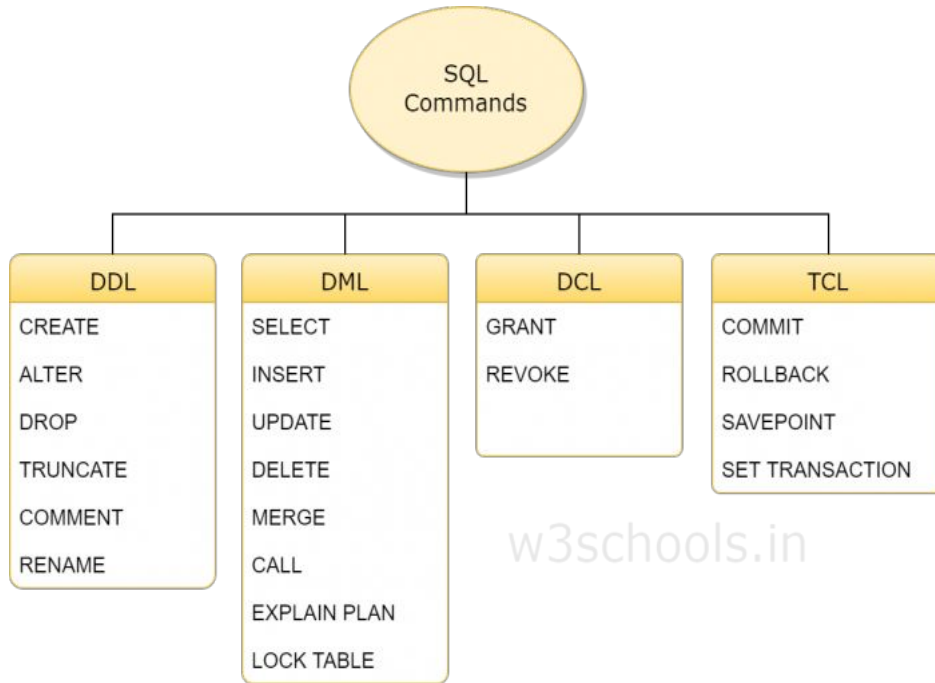 SQL
Commands
DDL
CREATE
ALTER
DROP
TRUNCATE
COMMENT
RENAME
DML
SELECT
INSERT
UPDATE
DELETE
MERGE
CALL
EXPLAIN PLAN
LOCK TABLE
DCL
GRANT
REVOKE
TCL
COMMIT
ROLLBACK
SAVEPOINT
SET TRANSACTION
w3schools.in